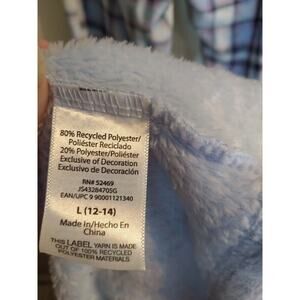 80% Recycled Polyester/
Poliéster Reciclado
20% Polyester/Poliéster
Exclusive of Decoration
Exclusivo de Decoración
RN# 52469
JS43284705G
EAN/UPC 9 90001121340
L (12-14)
Made In/Hecho En
China
THIS LABEL YARN IS MADE
OUT OF 100% RECYCLED
POLYESTER MATERIALS